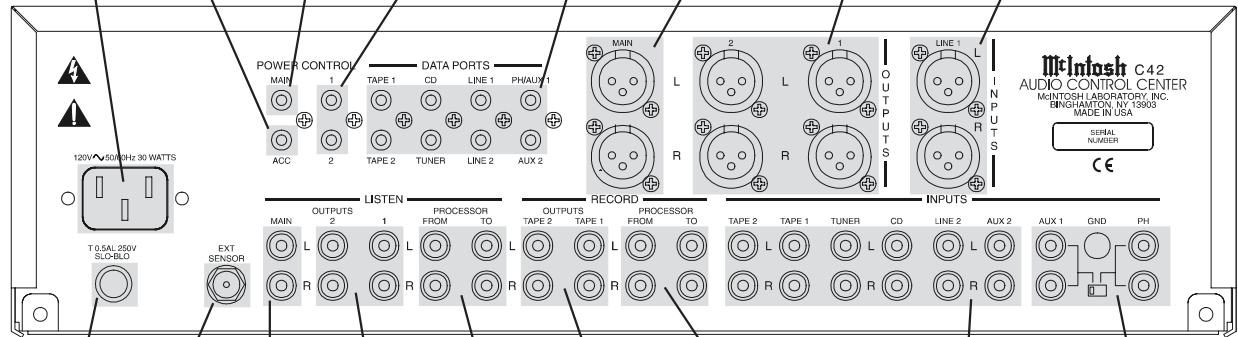 POWER CONTROL
DATA PORTS
MAIN 1 TAPE 1 CD LINE 1 PH/AUX 1
ACC 2 TAPE 2 TUNER LINE 2 AUX 2
MAIN 2 1
L L
R R
OUTPUTS
LINE 1 L
R
INPUTS
McIntosh C42
AUDIO CONTROL CENTER
McINTOSH LABORATORY, INC.
BINGHAMTON, NY 13903
MADE IN USA
SERIAL
NUMBER
CE
120V~50/60Hz 30 WATTS
T 0.5AL 250V
SLO-BLO
EXT
SENSOR
LISTEN
OUTPUTS PROCESSOR
MAIN 2 1 FROM TO
L L L
R R R
RECORD
OUTPUTS PROCESSOR
TAPE 2 TAPE 1 FROM TO
L L
R R
INPUTS
TAPE 2 TAPE 1 TUNER CD LINE 2 AUX 2 AUX 1 GND PH
L L L
R R R